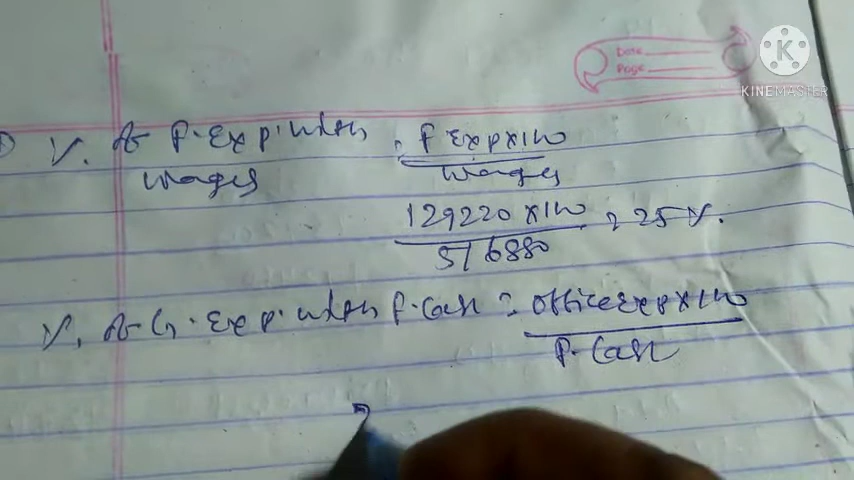 Date
Page
KINEMASTER
%. of F. Exp. with = F Exp x 100
wages wages
129220 x 100 = 25 %.
516880
%. of G. Exp. with F. Cost = office Exp x 100
F. Cost
=